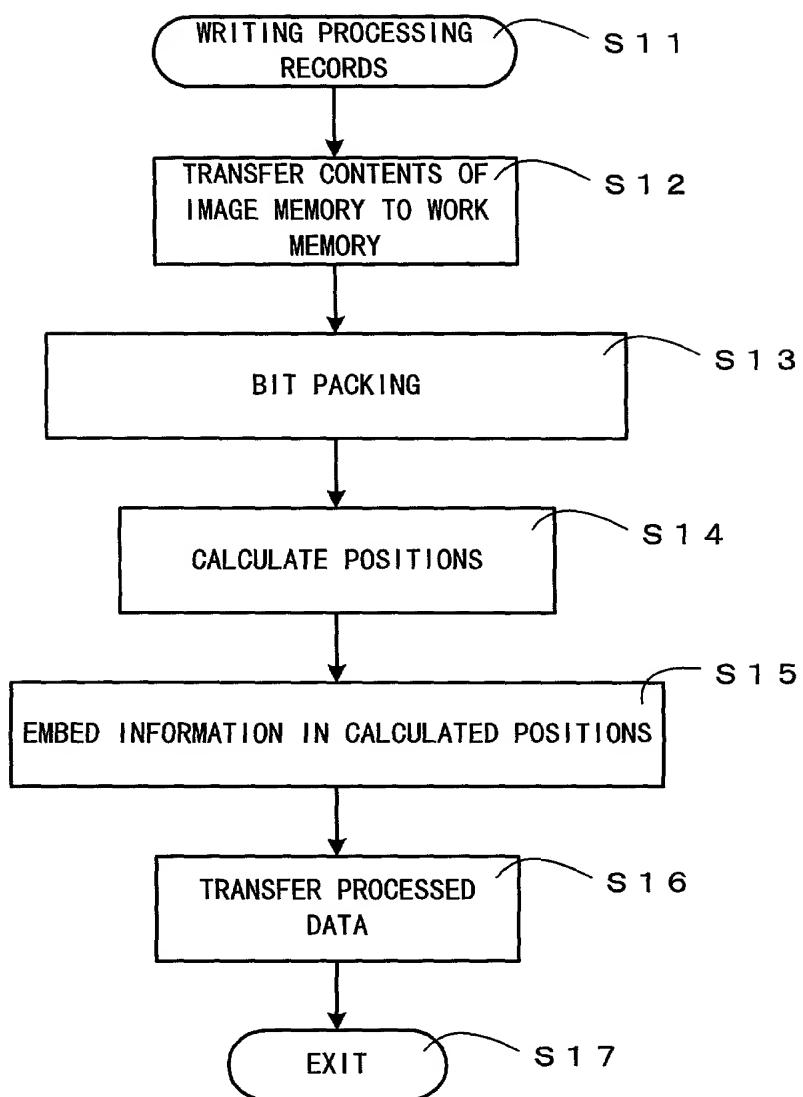 WRITING PROCESSING
RECORDS
S11
TRANSFER CONTENTS OF
IMAGE MEMORY TO WORK
MEMORY
S12
BIT PACKING
S13
CALCULATE POSITIONS
S14
EMBED INFORMATION IN CALCULATED POSITIONS
S15
TRANSFER PROCESSED
DATA
S16
EXIT
S17